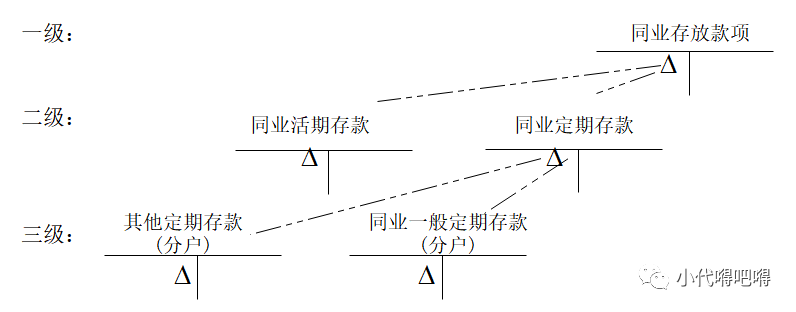 一级：
同业存放款项
Δ
二级：
同业活期存款
同业定期存款
Δ
Δ
三级：
其他定期存款
(分户)
同业一般定期存款
(分户)
Δ
Δ
小代嘚吧嘚